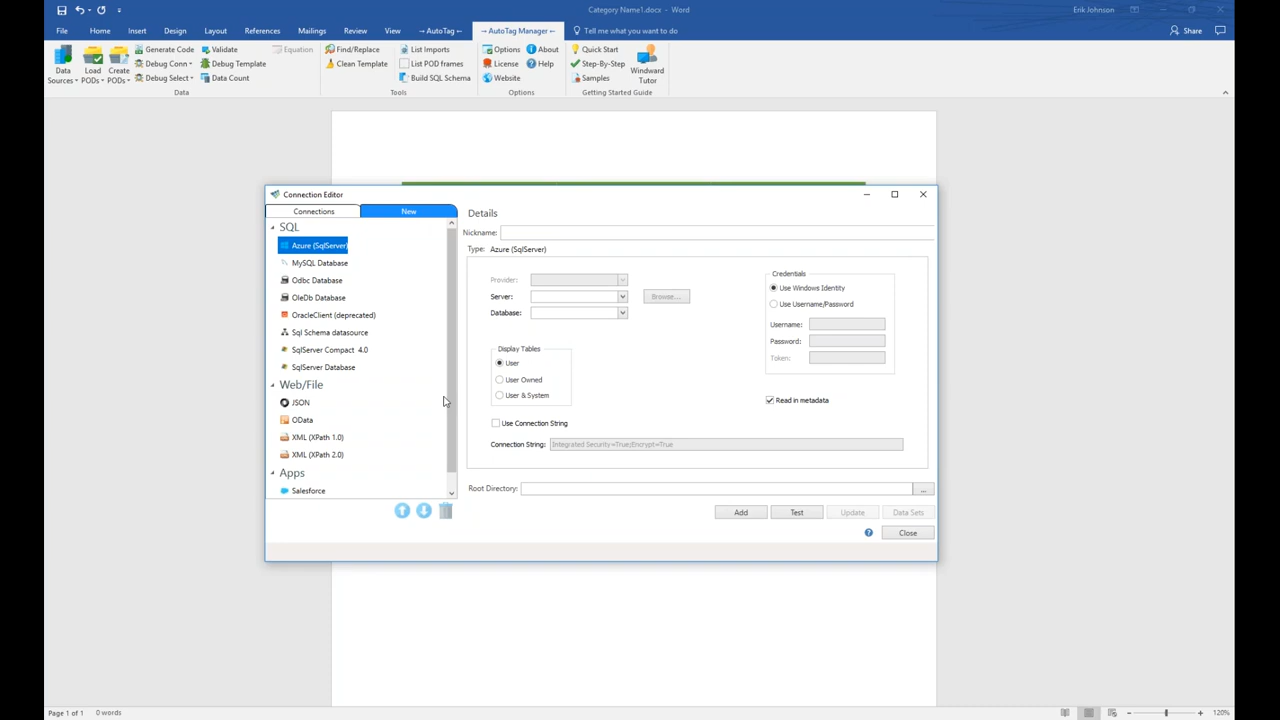 Category Name1.docx - Word
Erik Johnson
File Home Insert Design Layout References Mailings Review View → AutoTag ← → AutoTag Manager ← Tell me what you want to do Share
Data Sources Load PODs Create PODs
Generate Code Validate Equation
Debug Conn Debug Template
Debug Select Data Count
Data
Find/Replace List Imports
Clean Template List POD frames
Build SQL Schema
Tools
Options About
License Help
Website
Options
Quick Start
Step-By-Step
Samples
Windward Tutor
Getting Started Guide
Connection Editor
Connections New
SQL
Azure (SqlServer)
MySQL Database
Odbc Database
OleDb Database
OracleClient (deprecated)
Sql Schema datasource
SqlServer Compact 4.0
SqlServer Database
Web/File
JSON
OData
XML (XPath 1.0)
XML (XPath 2.0)
Apps
Salesforce
Details
Nickname:
Type: Azure (SqlServer)
Provider:
Server: Browse...
Database:
Credentials
Use Windows Identity
Use Username/Password
Username:
Password:
Token:
Display Tables
User
User Owned
User & System
Read in metadata
Use Connection String
Connection String: Integrated Security=True;Encrypt=True
Root Directory: ...
Add Test Update Data Sets
Close
Page 1 of 1 0 words
120%